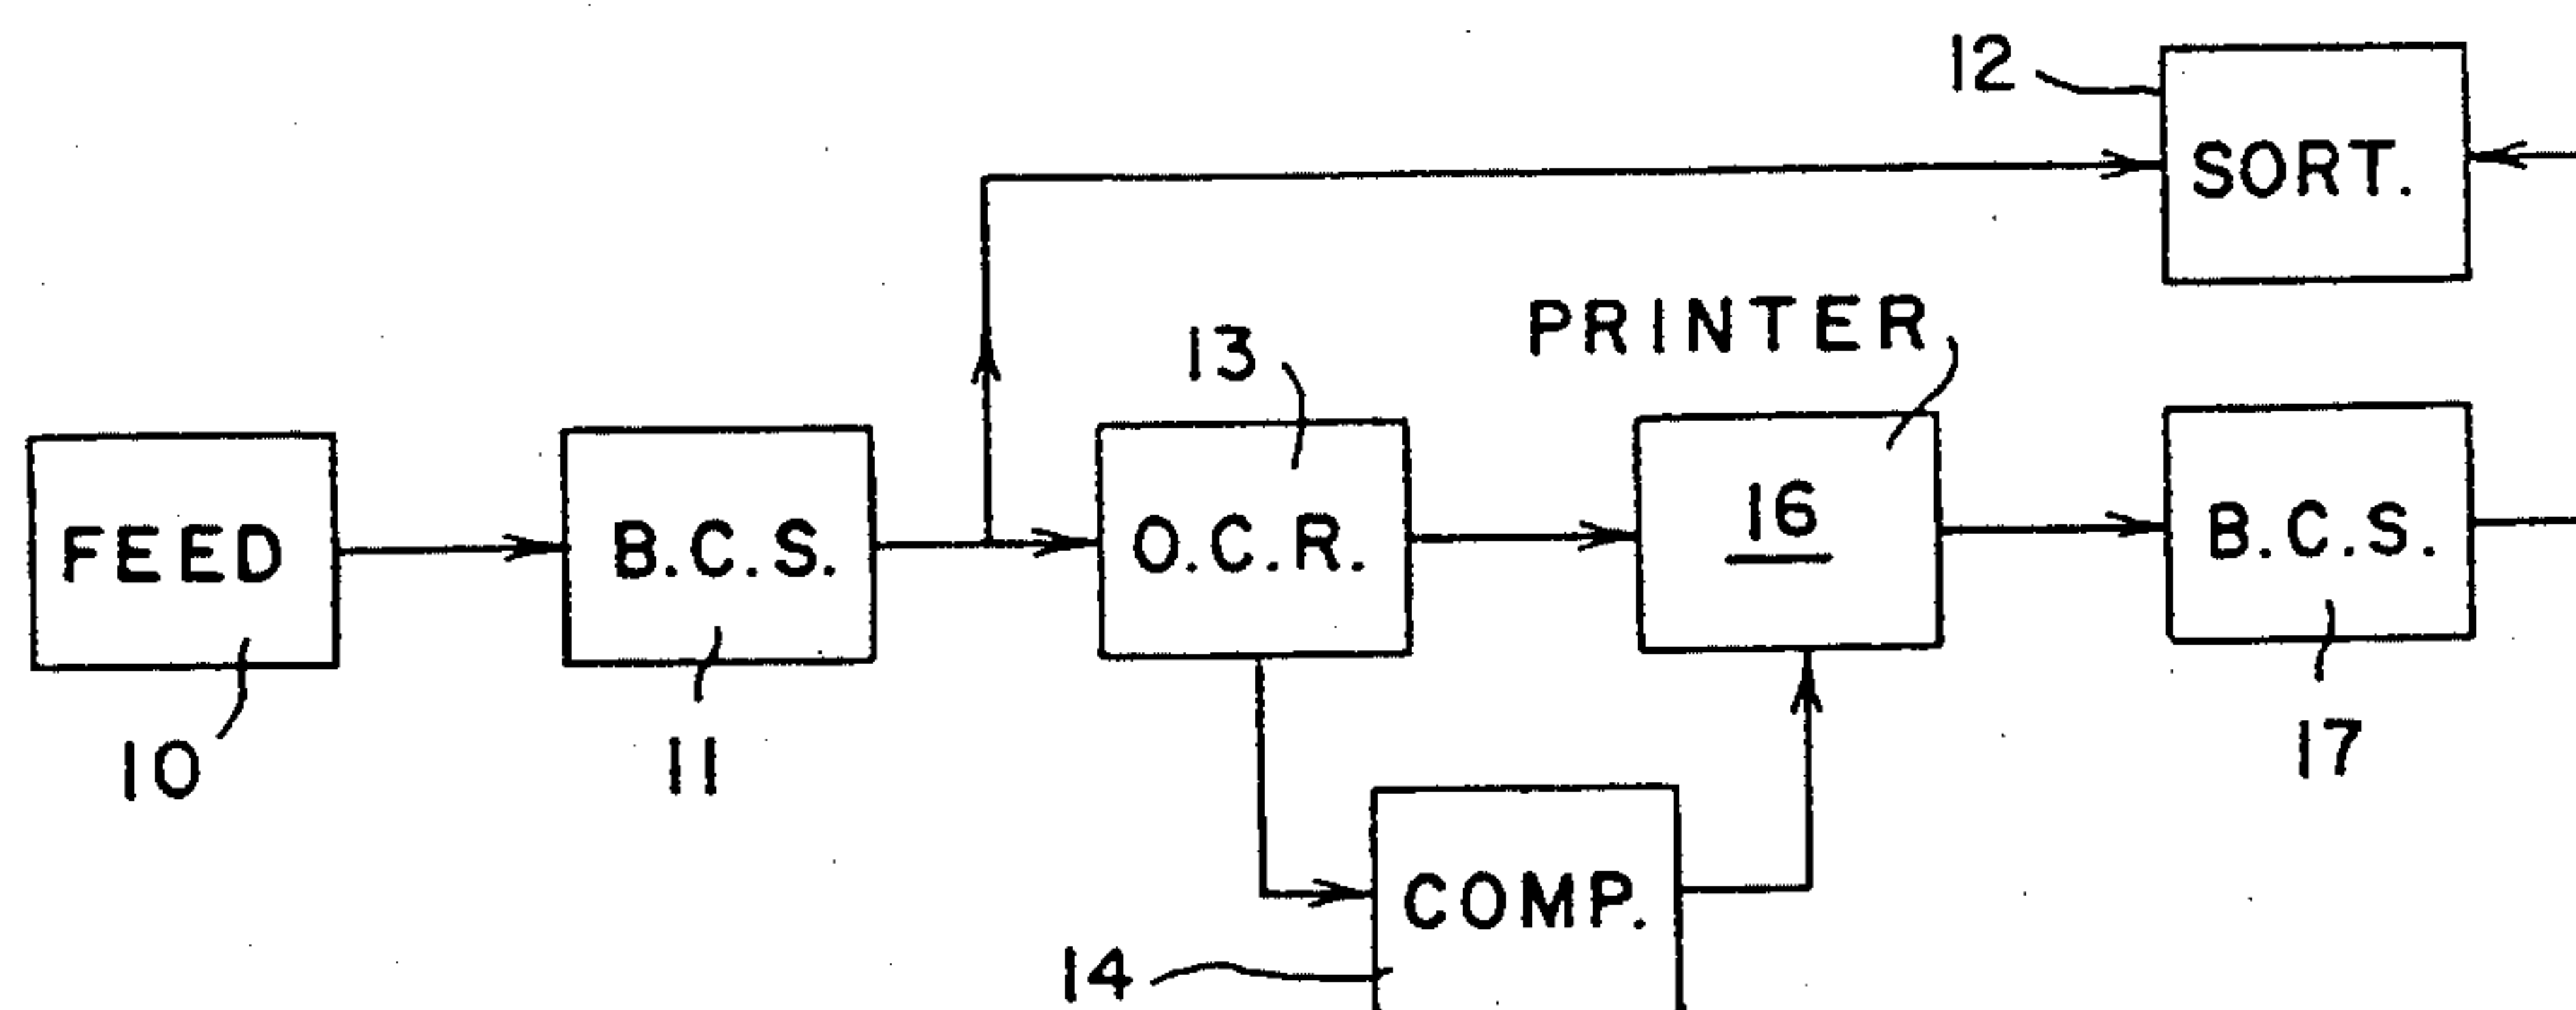 12
SORT.
PRINTER
13
FEED
B.C.S.
O.C.R.
16
B.C.S.
10
11
17
COMP.
14